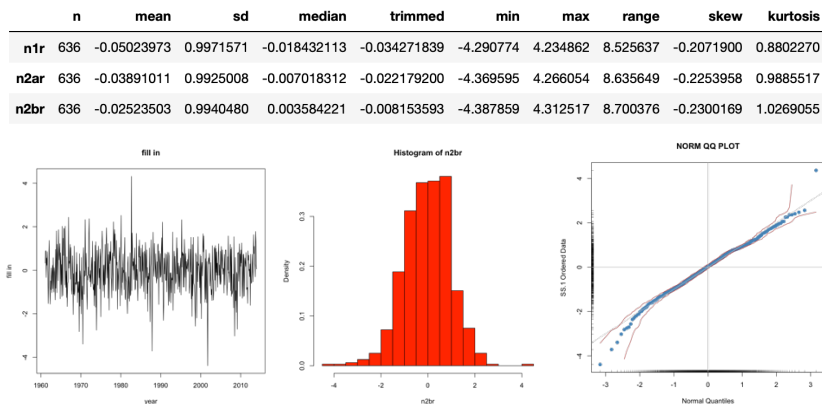 n mean sd median trimmed min max range skew kurtosis
n1r 636 -0.05023973 0.9971571 -0.018432113 -0.034271839 -4.290774 4.234862 8.525637 -0.2071900 0.8802270
n2ar 636 -0.03891011 0.9925008 -0.007018312 -0.022179200 -4.369595 4.266054 8.635649 -0.2253958 0.9885517
n2br 636 -0.02523503 0.9940480 0.003584221 -0.008153593 -4.387859 4.312517 8.700376 -0.2300169 1.0269055
fill in
fill in
4
2
0
-2
-4
1960 1970 1980 1990 2000 2010
year
Histogram of n2br
Density
0.3
0.2
0.1
0.0
-4 -2 0 2 4
n2br
NORM QQ PLOT
SS.1 Ordered Data
4
2
0
-2
-4
-3 -2 -1 0 1 2 3
Normal Quantiles